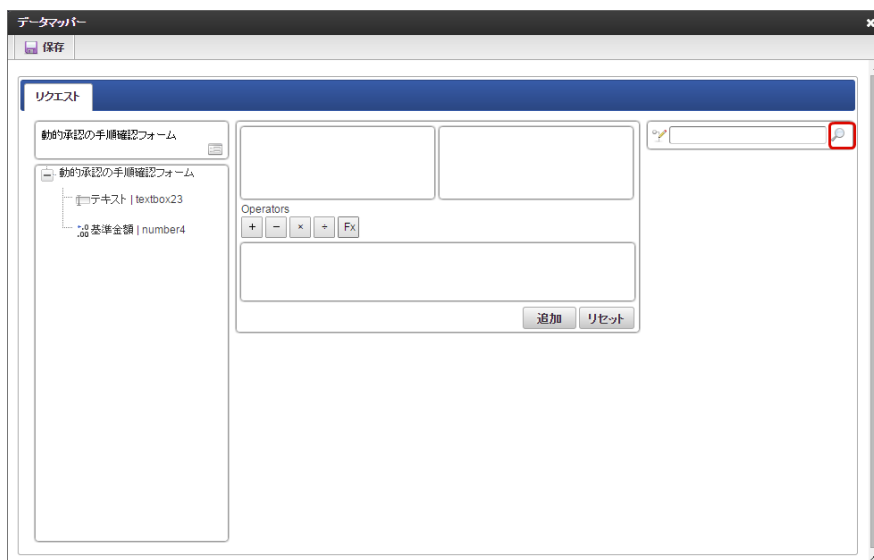 データマッパー
保存
リクエスト
動的承認の手順確認フォーム
動的承認の手順確認フォーム
テキスト | textbox23
基準金額 | number4
Operators
+ − × ÷ Fx
追加 リセット